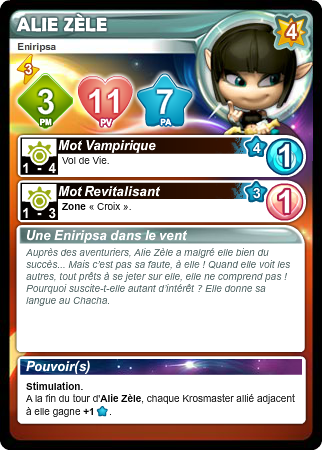 ALIE ZÈLE
4
Eniripsa
3
3
PM
11
PV
7
PA
Mot Vampirique
4
1
1 - 4
Vol de Vie.
Mot Revitalisant
3
1
1 - 3
Zone « Croix ».
Une Eniripsa dans le vent
Auprès des aventuriers, Alie Zèle a malgré elle bien du
succès... Mais c'est pas sa faute, à elle ! Quand elle voit les
autres, tout prêts à se jeter sur elle, elle ne comprend pas !
Pourquoi suscite-t-elle autant d'intérêt ? Elle donne sa
langue au Chacha.
Pouvoir(s)
Stimulation.
A la fin du tour d'Alie Zèle, chaque Krosmaster allié adjacent
à elle gagne +1 .